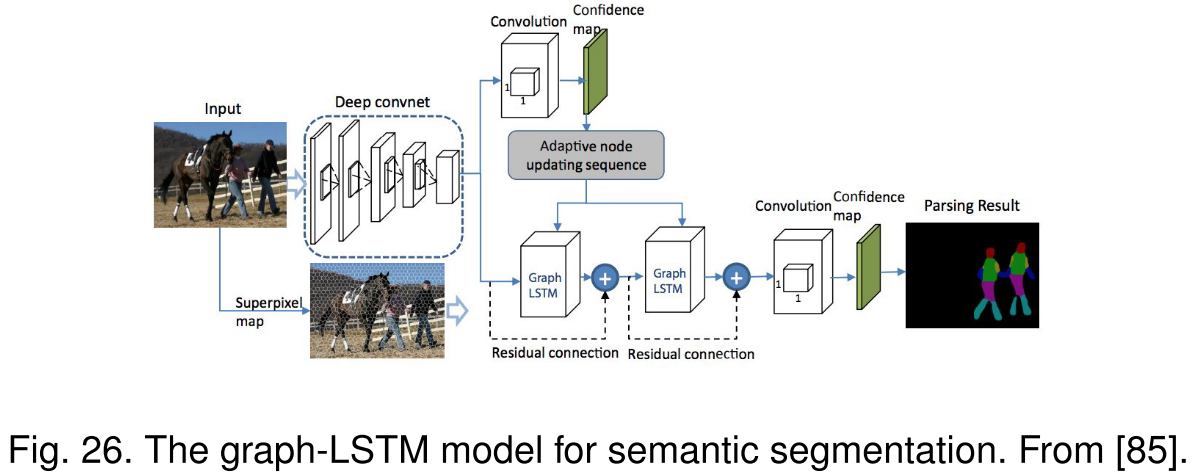 Input
Deep convnet
Convolution
Confidence
map
1
1
Adaptive node
updating sequence
Superpixel
map
Graph
LSTM
+
Residual connection
Graph
LSTM
+
Residual connection
Convolution
1
1
Confidence
map
Parsing Result
Fig. 26. The graph-LSTM model for semantic segmentation. From [85].